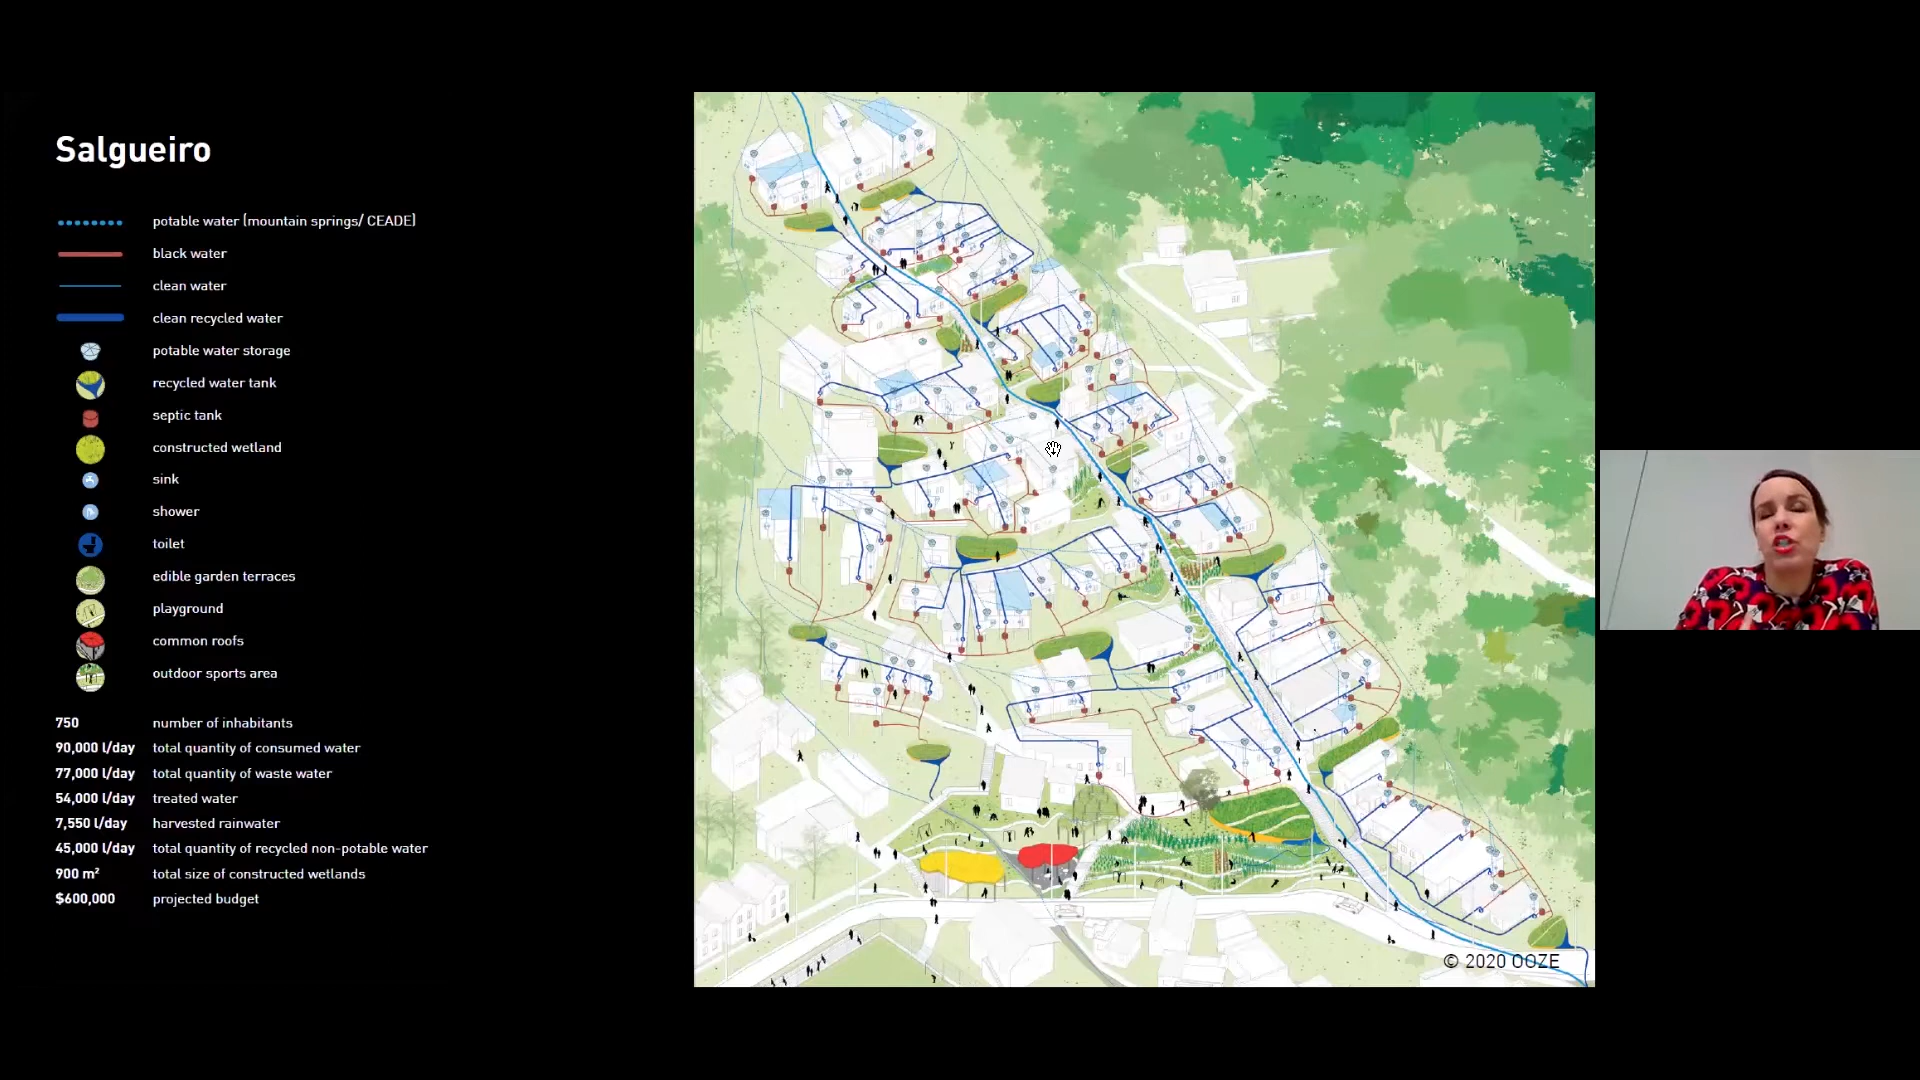 Salgueiro
potable water (mountain springs/ CEADE)
black water
clean water
clean recycled water
potable water storage
recycled water tank
septic tank
constructed wetland
sink
shower
toilet
edible garden terraces
playground
common roofs
outdoor sports area
750 number of inhabitants
90,000 l/day total quantity of consumed water
77,000 l/day total quantity of waste water
54,000 l/day treated water
7,550 l/day harvested rainwater
45,000 l/day total quantity of recycled non-potable water
900 m² total size of constructed wetlands
$600,000 projected budget
© 2020 OOZE